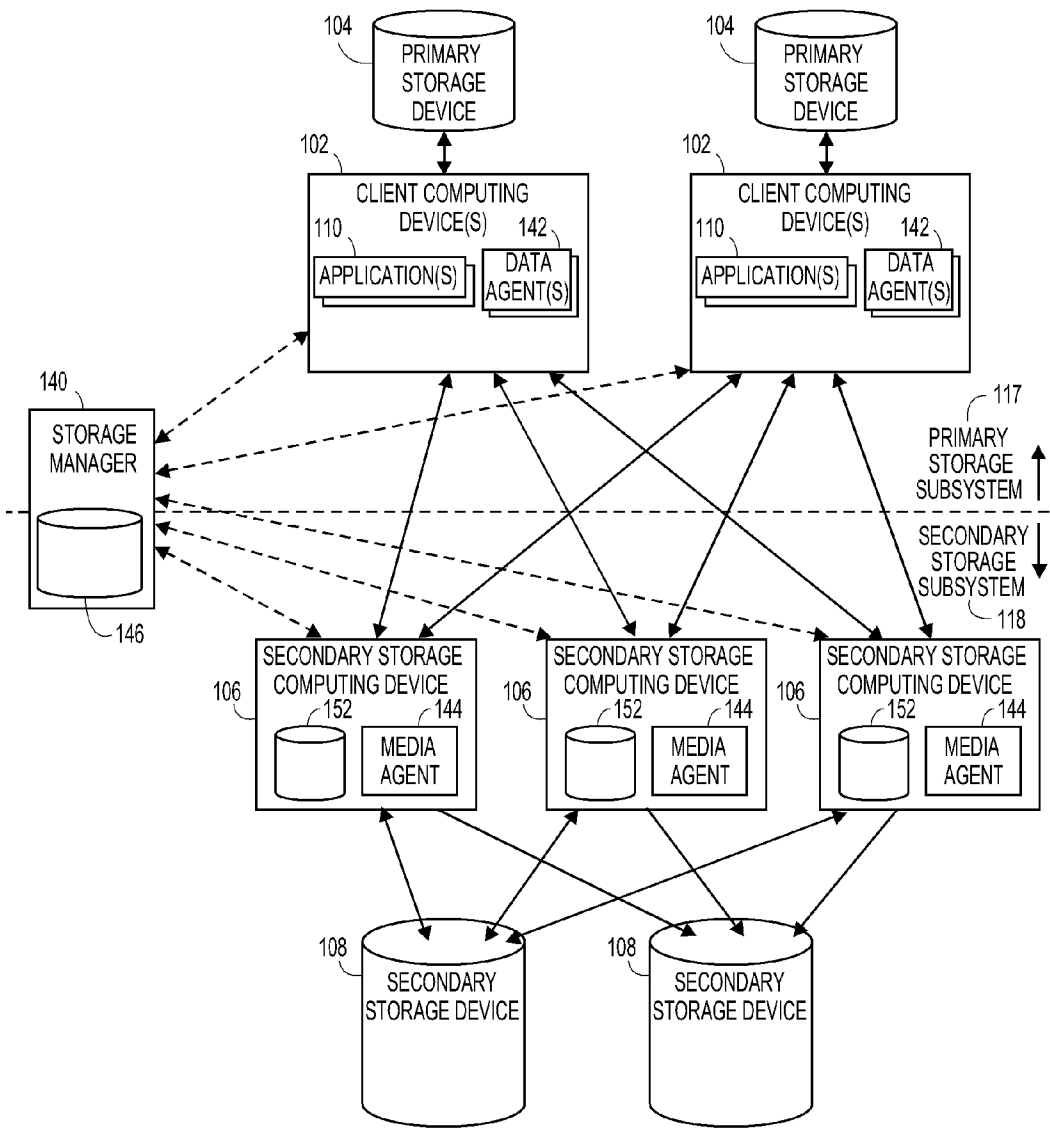 104
PRIMARY
STORAGE
DEVICE
104
PRIMARY
STORAGE
DEVICE
102
CLIENT COMPUTING
DEVICE(S)
110
APPLICATION(S)
142
DATA
AGENT(S)
102
CLIENT COMPUTING
DEVICE(S)
110
APPLICATION(S)
142
DATA
AGENT(S)
140
STORAGE
MANAGER
146
117
PRIMARY
STORAGE
SUBSYSTEM
SECONDARY
STORAGE
SUBSYSTEM
118
SECONDARY STORAGE
COMPUTING DEVICE
106
152
144
MEDIA
AGENT
SECONDARY STORAGE
COMPUTING DEVICE
106
152
144
MEDIA
AGENT
SECONDARY STORAGE
COMPUTING DEVICE
106
152
144
MEDIA
AGENT
108
SECONDARY
STORAGE DEVICE
108
SECONDARY
STORAGE DEVICE